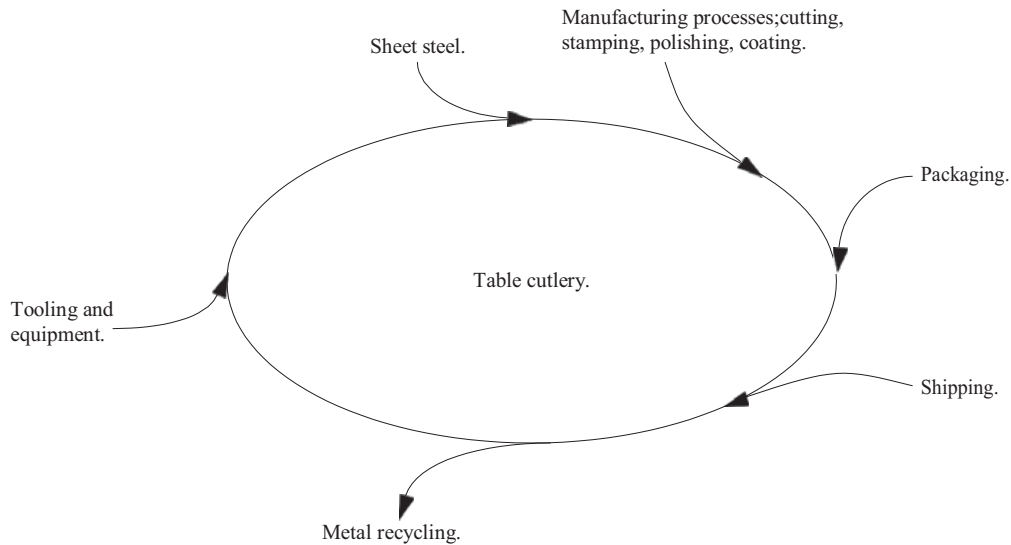 Manufacturing processes;cutting,
stamping, polishing, coating.
Sheet steel.
Packaging.
Table cutlery.
Tooling and
equipment.
Shipping.
Metal recycling.